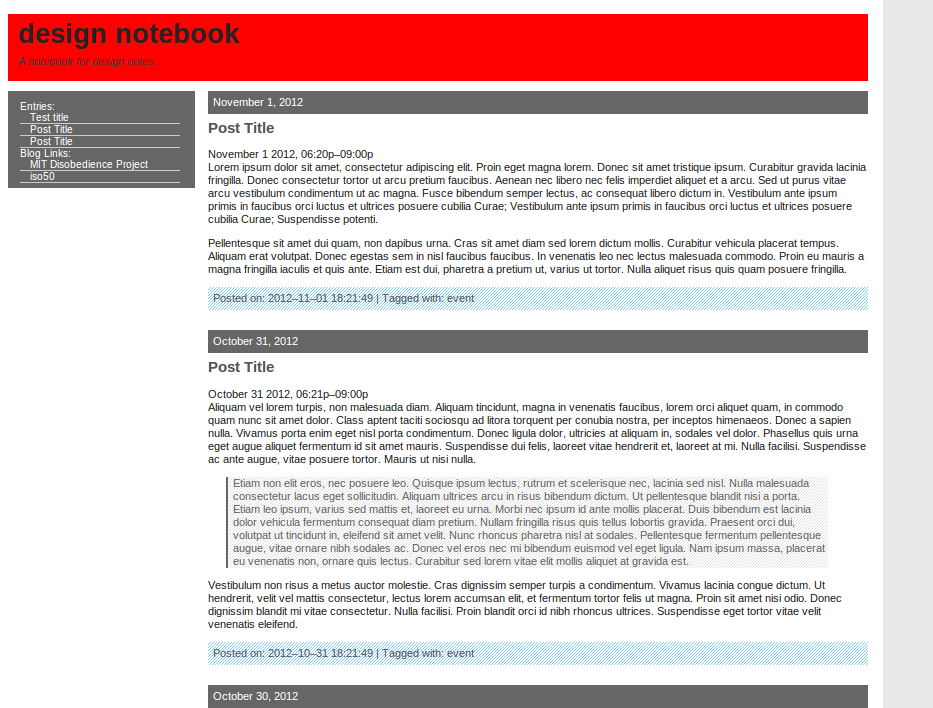 design notebook
A notebook for design notes
Entries:
Test title
Post Title
Post Title
Blog Links:
MIT Disobedience Project
iso50
November 1, 2012
Post Title
November 1 2012, 06:20p–09:00p
Lorem ipsum dolor sit amet, consectetur adipiscing elit. Proin eget magna lorem. Donec sit amet tristique ipsum. Curabitur gravida lacinia
fringilla. Donec consectetur tortor ut arcu pretium faucibus. Aenean nec libero nec felis imperdiet aliquet et a arcu. Sed ut purus vitae
arcu vestibulum condimentum ut ac magna. Fusce bibendum semper lectus, ac consequat libero dictum in. Vestibulum ante ipsum
primis in faucibus orci luctus et ultrices posuere cubilia Curae; Vestibulum ante ipsum primis in faucibus orci luctus et ultrices posuere
cubilia Curae; Suspendisse potenti.
Pellentesque sit amet dui quam, non dapibus urna. Cras sit amet diam sed lorem dictum mollis. Curabitur vehicula placerat tempus.
Aliquam erat volutpat. Donec egestas sem in nisl faucibus faucibus. In venenatis leo nec lectus malesuada commodo. Proin eu mauris a
magna fringilla iaculis et quis ante. Etiam est dui, pharetra a pretium ut, varius ut tortor. Nulla aliquet risus quis quam posuere fringilla.
Posted on: 2012–11–01 18:21:49 | Tagged with: event
October 31, 2012
Post Title
October 31 2012, 06:21p–09:00p
Aliquam vel lorem turpis, non malesuada diam. Aliquam tincidunt, magna in venenatis faucibus, lorem orci aliquet quam, in commodo
quam nunc sit amet dolor. Class aptent taciti sociosqu ad litora torquent per conubia nostra, per inceptos himenaeos. Donec a sapien
nulla. Vivamus porta enim eget nisl porta condimentum. Donec ligula dolor, ultricies at aliquam in, sodales vel dolor. Phasellus quis urna
eget augue aliquet fermentum id sit amet mauris. Suspendisse dui felis, laoreet vitae hendrerit et, laoreet at mi. Nulla facilisi. Suspendisse
ac ante augue, vitae posuere tortor. Mauris ut nisi nulla.
Etiam non elit eros, nec posuere leo. Quisque ipsum lectus, rutrum et scelerisque nec, lacinia sed nisl. Nulla malesuada
consectetur lacus eget sollicitudin. Aliquam ultrices arcu in risus bibendum dictum. Ut pellentesque blandit nisi a porta.
Etiam leo ipsum, varius sed mattis et, laoreet eu urna. Morbi nec ipsum id ante mollis placerat. Duis bibendum est lacinia
dolor vehicula fermentum consequat diam pretium. Nullam fringilla risus quis tellus lobortis gravida. Praesent orci dui,
volutpat ut tincidunt in, eleifend sit amet velit. Nunc rhoncus pharetra nisl at sodales. Pellentesque fermentum pellentesque
augue, vitae ornare nibh sodales ac. Donec vel eros nec mi bibendum euismod vel eget ligula. Nam ipsum massa, placerat
eu venenatis non, ornare quis lectus. Curabitur sed lorem vitae elit mollis aliquet at gravida est.
Vestibulum non risus a metus auctor molestie. Cras dignissim semper turpis a condimentum. Vivamus lacinia congue dictum. Ut
hendrerit, velit vel mattis consectetur, lectus lorem accumsan elit, et fermentum tortor felis ut magna. Proin sit amet nisi odio. Donec
dignissim blandit mi vitae consectetur. Nulla facilisi. Proin blandit orci id nibh rhoncus ultrices. Suspendisse eget tortor vitae velit
venenatis eleifend.
Posted on: 2012–10–31 18:21:49 | Tagged with: event
October 30, 2012